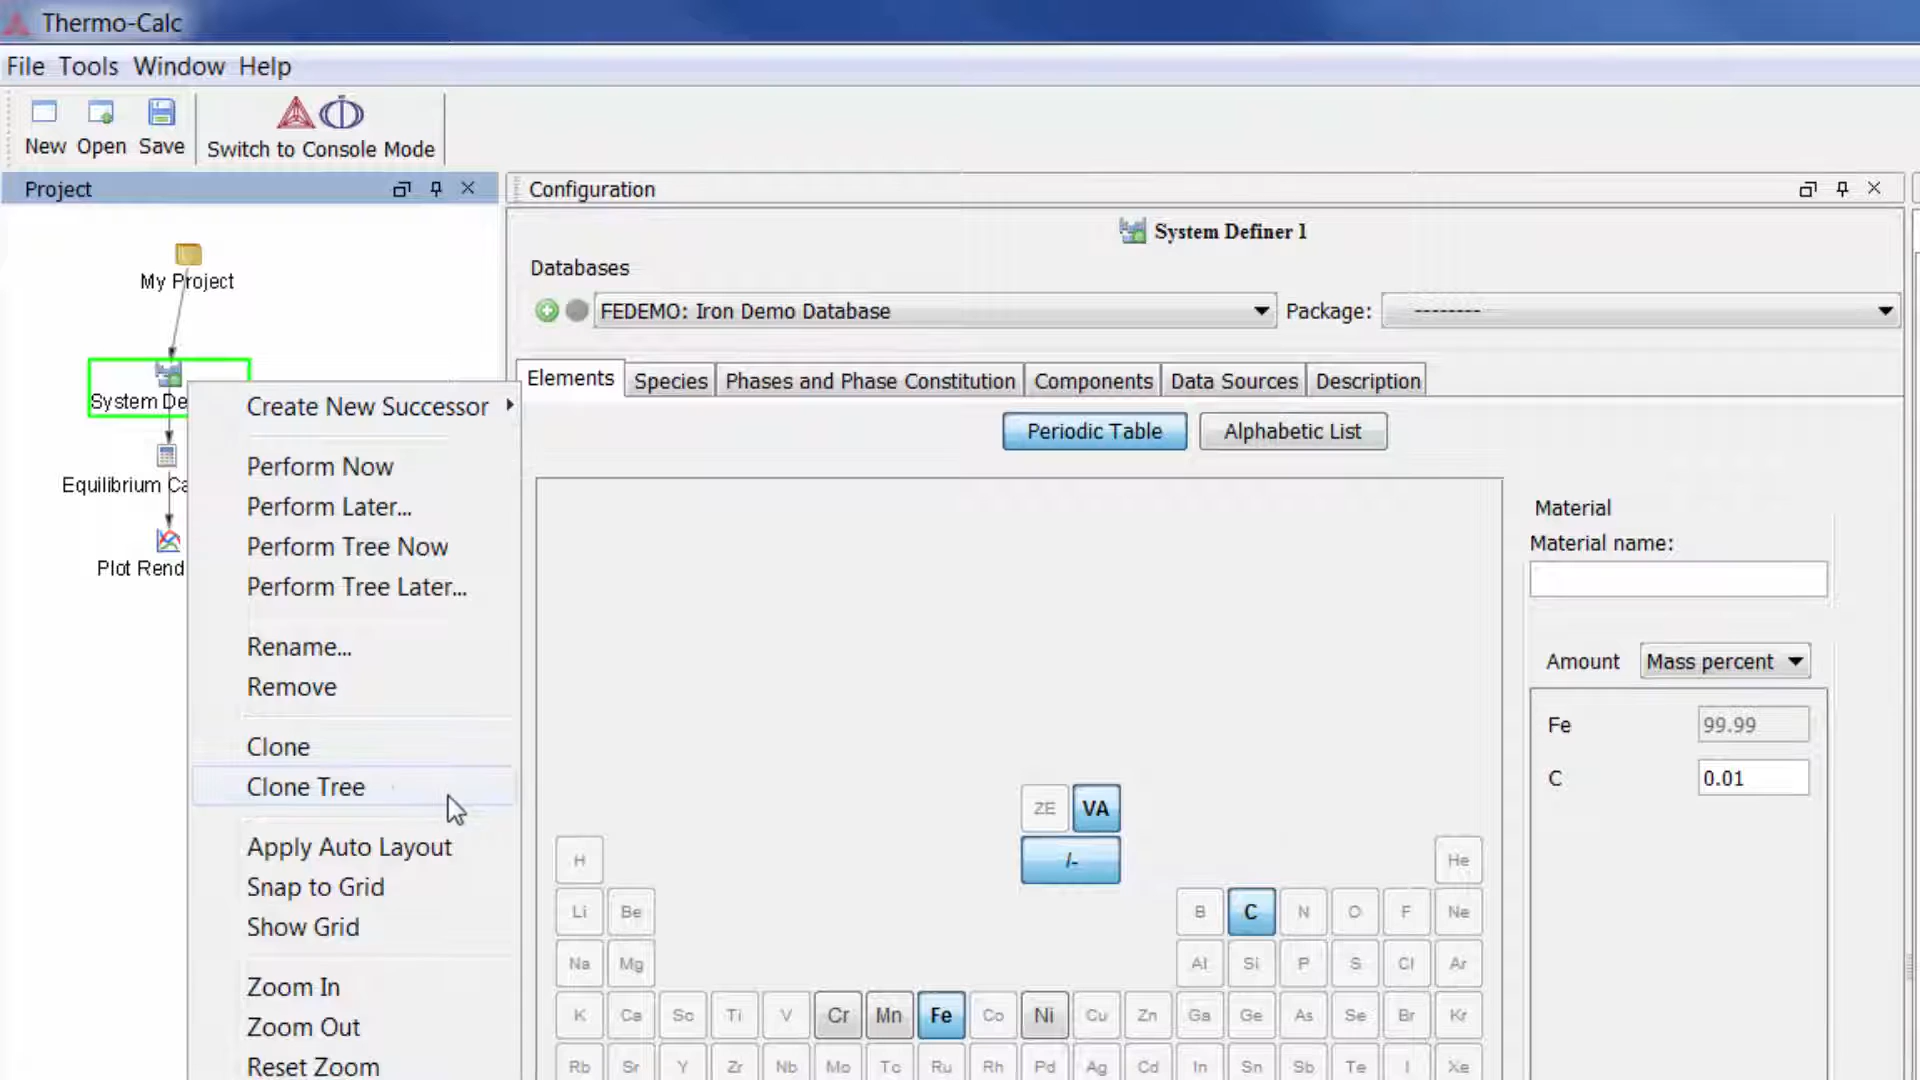 Thermo-Calc
File Tools Window Help
New Open Save Switch to Console Mode
Project
My Project
System De
Equilibrium Ca
Plot Rend
Create New Successor
Perform Now
Perform Later...
Perform Tree Now
Perform Tree Later...
Rename...
Remove
Clone
Clone Tree
Apply Auto Layout
Snap to Grid
Show Grid
Zoom In
Zoom Out
Reset Zoom
Configuration
System Definer 1
Databases
FEDEMO: Iron Demo Database Package: --------
Elements Species Phases and Phase Constitution Components Data Sources Description
Periodic Table Alphabetic List
ZE VA
H /- He
Li Be B C N O F Ne
Na Mg Al Si P S Cl Ar
K Ca Sc Ti V Cr Mn Fe Co Ni Cu Zn Ga Ge As Se Br Kr
Rb Sr Y Zr Nb Mo Tc Ru Rh Pd Ag Cd In Sn Sb Te I Xe
Material
Material name:
Amount Mass percent
Fe 99.99
C 0.01